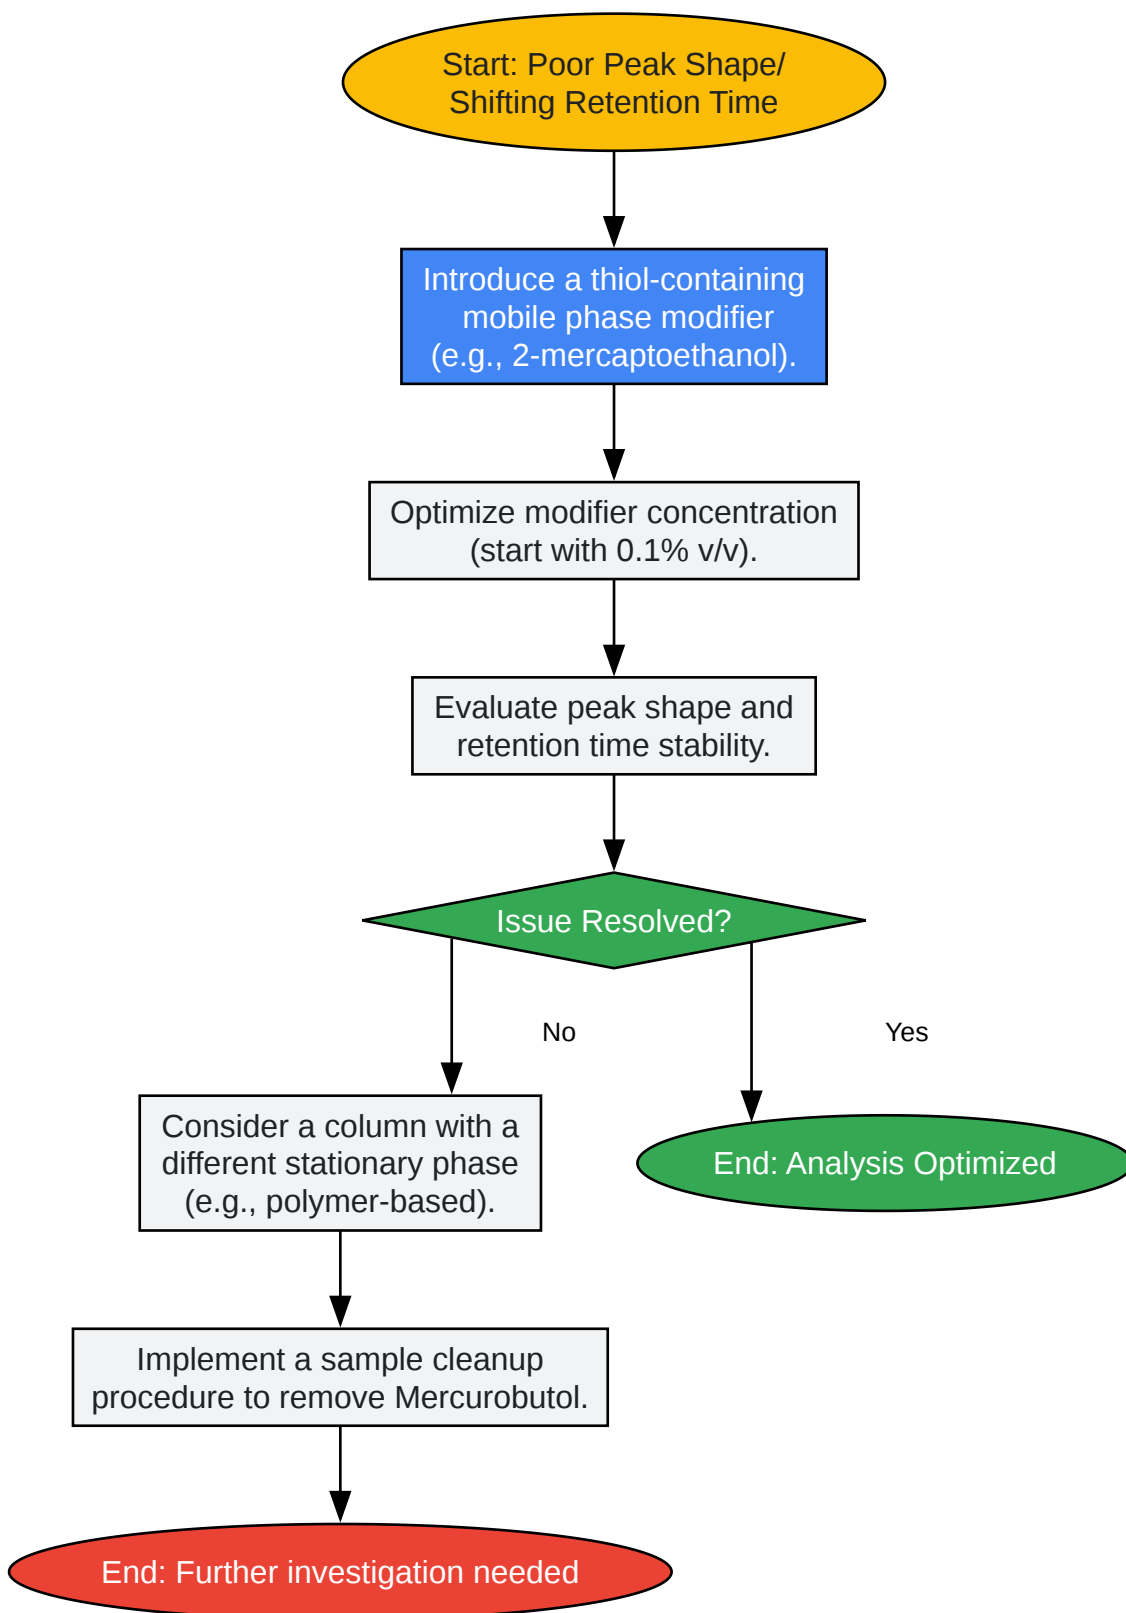 Start: Poor Peak Shape/
Shifting Retention Time
Introduce a thiol-containing
mobile phase modifier
(e.g., 2-mercaptoethanol).
Optimize modifier concentration
(start with 0.1% v/v).
Evaluate peak shape and
retention time stability.
Issue Resolved?
No
Yes
Consider a column with a
different stationary phase
(e.g., polymer-based).
End: Analysis Optimized
Implement a sample cleanup
procedure to remove Mercurobutol.
End: Further investigation needed